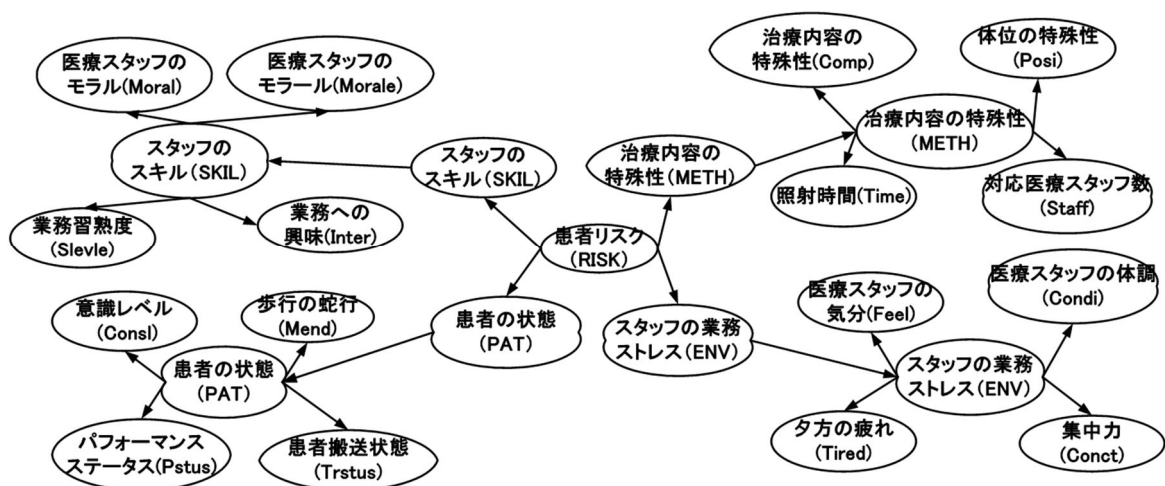 医療スタッフの
モラル(Moral)
医療スタッフの
モラール(Morale)
スタッフの
スキル(SKIL)
業務習熟度
(Slevle)
業務への
興味(Inter)
スタッフの
スキル(SKIL)
治療内容の
特殊性(Comp)
体位の特殊性
(Posi)
治療内容の特殊性
(METH)
治療内容の
特殊性(METH)
照射時間(Time)
対応医療スタッフ数
(Staff)
患者リスク
(RISK)
意識レベル
(Consl)
歩行の蛇行
(Mend)
患者の状態
(PAT)
患者の状態
(PAT)
パフォーマンス
ステータス(Pstus)
患者搬送状態
(Trstus)
スタッフの業務
ストレス(ENV)
医療スタッフの
気分(Feel)
医療スタッフの体調
(Condi)
スタッフの業務
ストレス(ENV)
夕方の疲れ
(Tired)
集中力
(Conct)